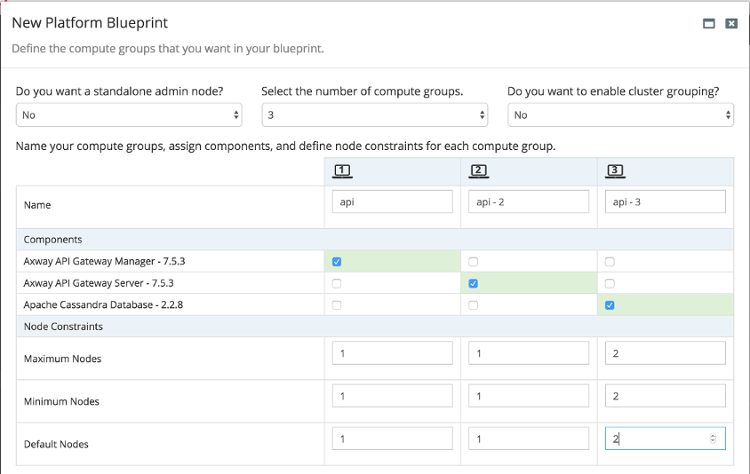 New Platform Blueprint
Define the compute groups that you want in your blueprint.
Do you want a standalone admin node? Select the number of compute groups. Do you want to enable cluster grouping?
No 3 No
Name your compute groups, assign components, and define node constraints for each compute group.
1 2 3
Name api api - 2 api - 3
Components
Axway API Gateway Manager - 7.5.3
Axway API Gateway Server - 7.5.3
Apache Cassandra Database - 2.2.8
Node Constraints
Maximum Nodes 1 1 2
Minimum Nodes 1 1 2
Default Nodes 1 1 2